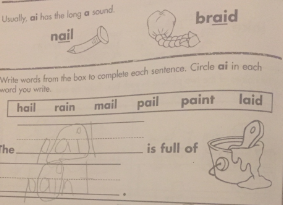 Usually, ai has the long a sound.
nail
braid
Write words from the box to complete each sentence. Circle ai in each
word you write.
hail rain mail pail paint laid
The pail is full of
paint.